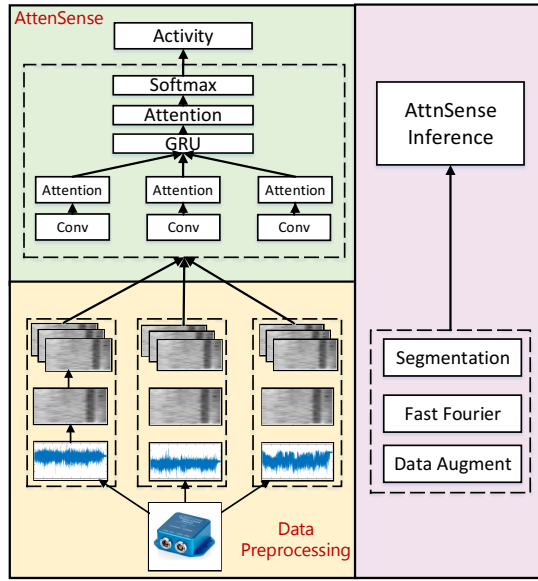 AttenSense
Activity
Softmax
Attention
GRU
Attention
Attention
Attention
Conv
Conv
Conv
Data
Preprocessing
AttnSense
Inference
Segmentation
Fast Fourier
Data Augment